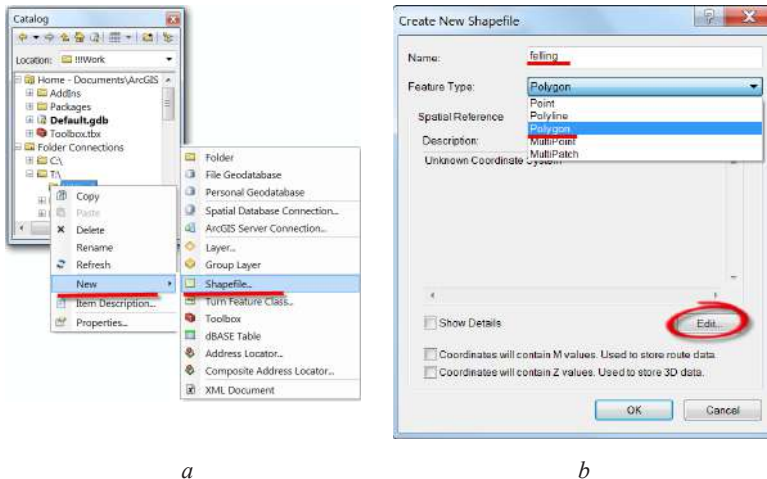 Catalog
Location: !!!Work
Home - Documents\ArcGIS
AddIns
Packages
Default.gdb
Toolbox.tbx
Folder Connections
C:\
T:\
Copy
Paste
Delete
Rename
Refresh
New
Item Description...
Properties...
Folder
File Geodatabase
Personal Geodatabase
Spatial Database Connection...
ArcGIS Server Connection...
Layer...
Group Layer
Shapefile...
Turn Feature Class...
Toolbox
dBASE Table
Address Locator...
Composite Address Locator...
XML Document
a
Create New Shapefile
Name: felling
Feature Type: Polygon
Point
Polyline
Polygon
MultiPoint
MultiPatch
Spatial Reference
Description:
Unknown Coordinate System
Show Details
Edit...
Coordinates will contain M values. Used to store route data.
Coordinates will contain Z values. Used to store 3D data.
OK
Cancel
b